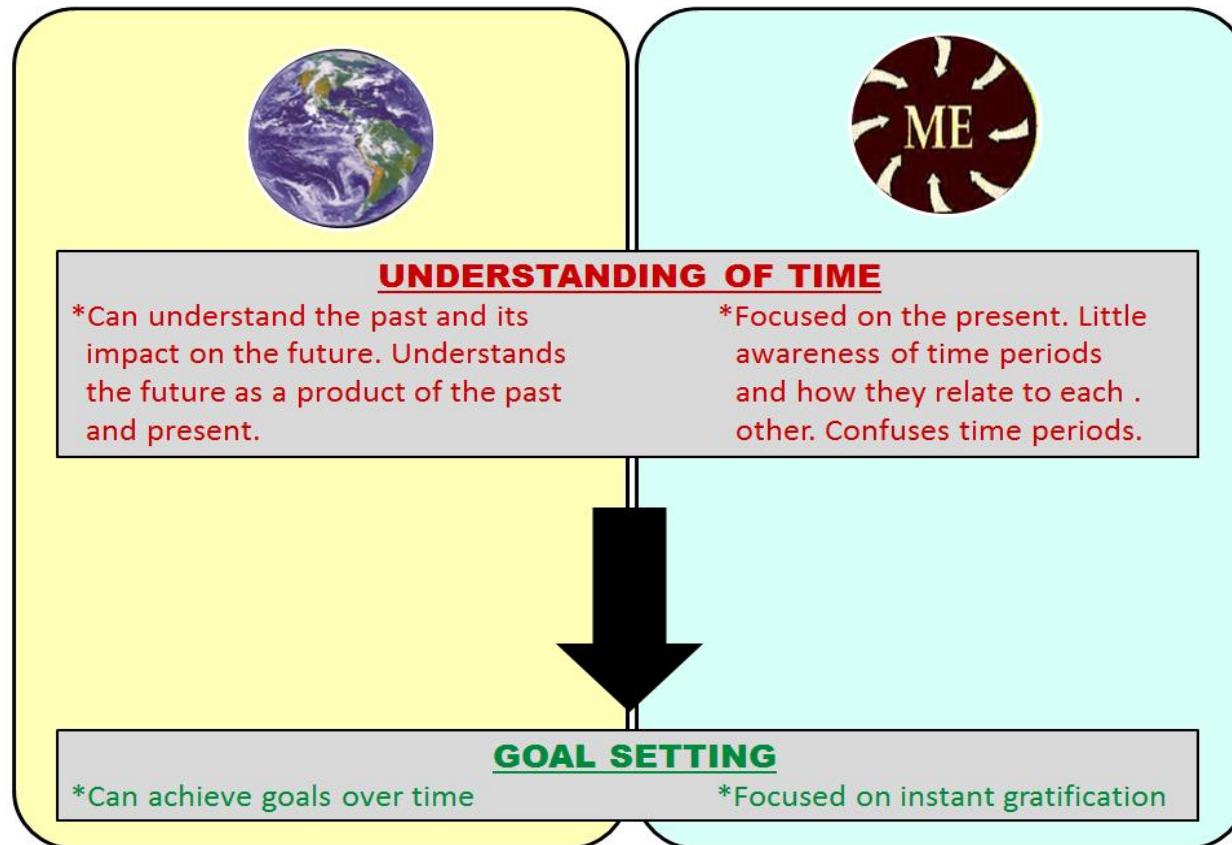 ME
UNDERSTANDING OF TIME
*Can understand the past and its
impact on the future. Understands
the future as a product of the past
and present.
*Focused on the present. Little
awareness of time periods
and how they relate to each .
other. Confuses time periods.
GOAL SETTING
*Can achieve goals over time
*Focused on instant gratification